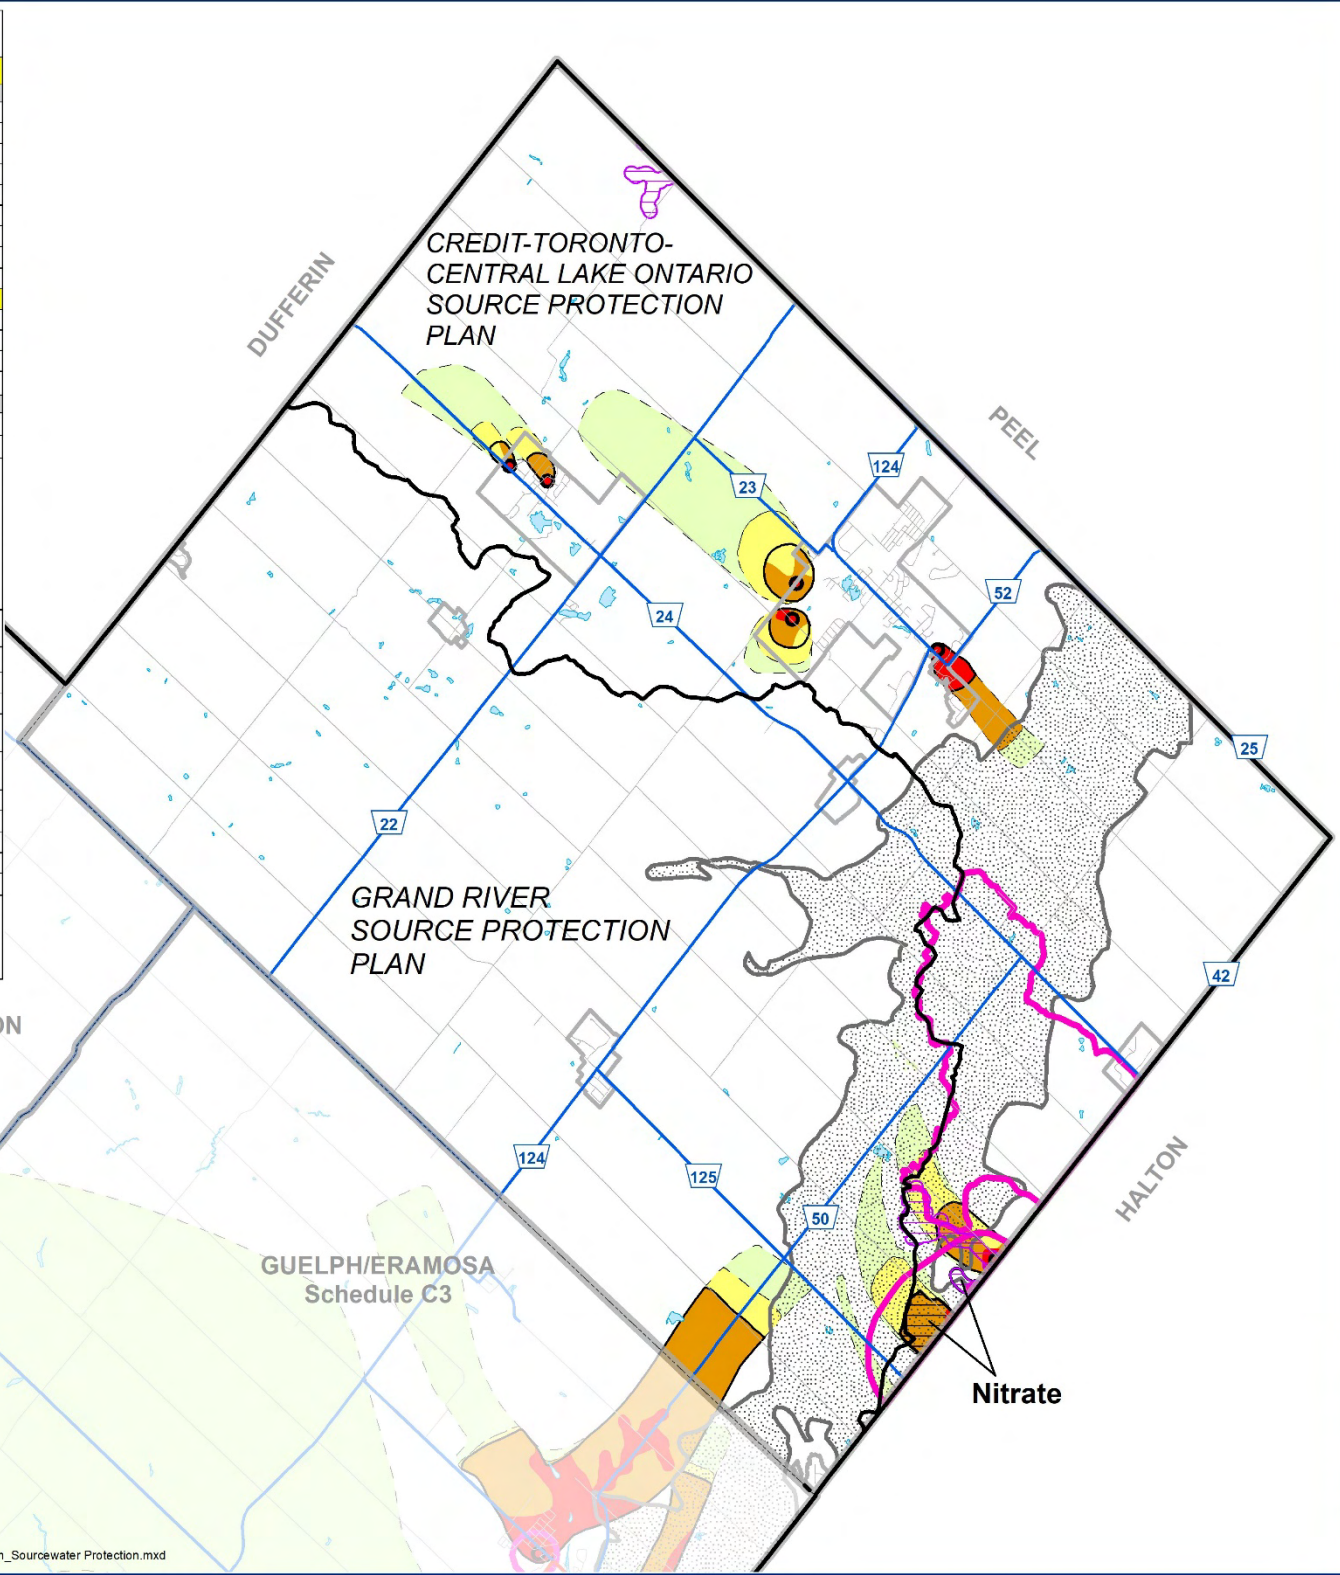 CREDIT-TORONTO-
CENTRAL LAKE ONTARIO
SOURCE PROTECTION
PLAN
DUFFERIN
PEEL
124
23
52
24
25
22
GRAND RIVER
SOURCE PROTECTION
PLAN
42
ON
124
125
HALTON
50
GUELPH/ERAMOSA
Schedule C3
Nitrate
n_Sourcewater Protection.mxd